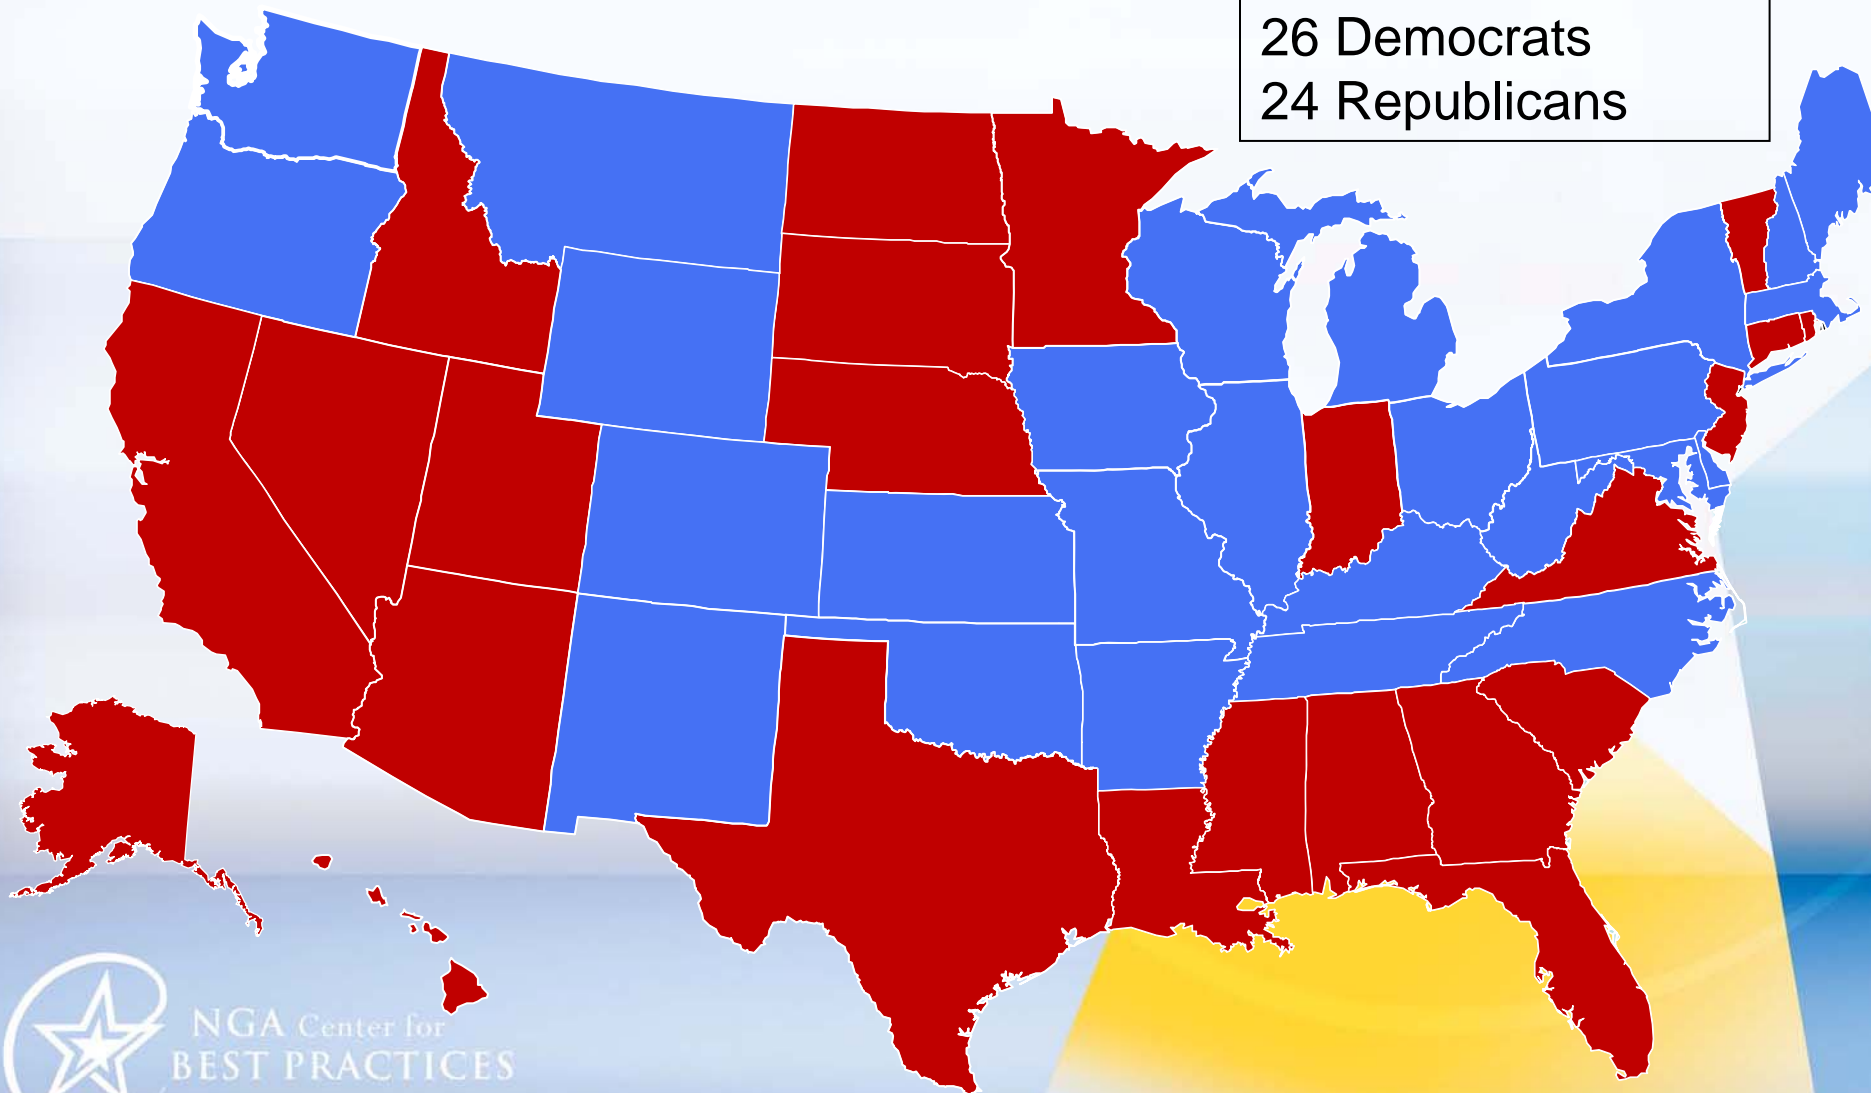 26 Democrats
24 Republicans
NGA Center for
BEST PRACTICES